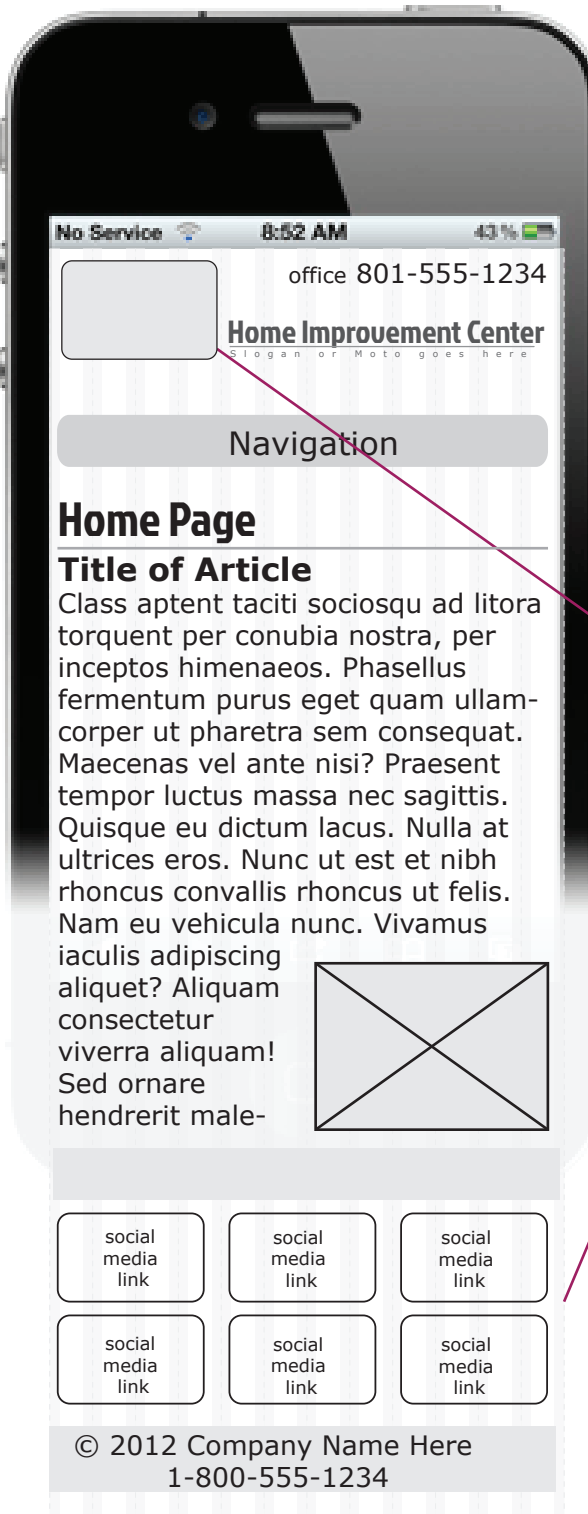 No Service 8:52 AM 43 %
office 801-555-1234
Home Improvement Center
Slogan or Moto goes here
Navigation
Home Page
Title of Article
Class aptent taciti sociosqu ad litora
torquent per conubia nostra, per
inceptos himenaeos. Phasellus
fermentum purus eget quam ullam-
corper ut pharetra sem consequat.
Maecenas vel ante nisi? Praesent
tempor luctus massa nec sagittis.
Quisque eu dictum lacus. Nulla at
ultrices eros. Nunc ut est et nibh
rhoncus convallis rhoncus ut felis.
Nam eu vehicula nunc. Vivamus
iaculis adipiscing
aliquet? Aliquam
consectetur
viverra aliquam!
Sed ornare
hendrerit male-
social
media
link
social
media
link
social
media
link
social
media
link
social
media
link
social
media
link
© 2012 Company Name Here
1-800-555-1234